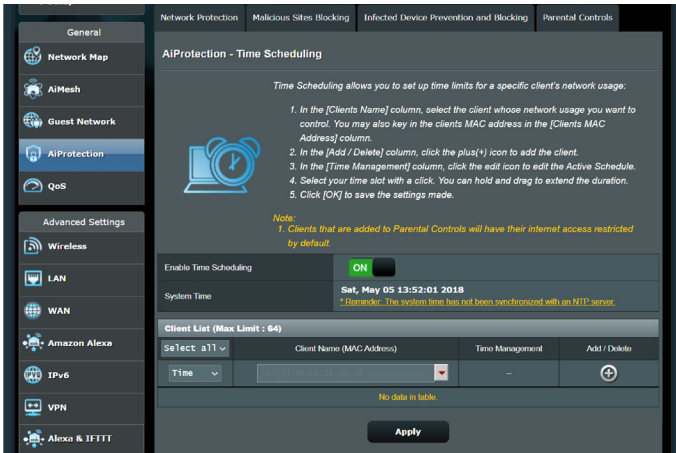 Network Protection
Malicious Sites Blocking
Infected Device Prevention and Blocking
Parental Controls
General
Network Map
AiMesh
Guest Network
AiProtection
QoS
Advanced Settings
Wireless
LAN
WAN
Amazon Alexa
IPv6
VPN
Alexa & IFTTT
AiProtection - Time Scheduling
Time Scheduling allows you to set up time limits for a specific client's network usage:
1. In the [Clients Name] column, select the client whose network usage you want to
control. You may also key in the clients MAC address in the [Clients MAC
Address] column.
2. In the [Add / Delete] column, click the plus(+) icon to add the client.
3. In the [Time Management] column, click the edit icon to edit the Active Schedule.
4. Select your time slot with a click. You can hold and drag to extend the duration.
5. Click [OK] to save the settings made.
Note:
1. Clients that are added to Parental Controls will have their internet access restricted
by default.
Enable Time Scheduling
ON
System Time
Sat, May 05 13:52:01 2018
* Reminder: The system time has not been synchronized with an NTP server.
Client List (Max Limit : 64)
Select all
Client Name (MAC Address)
Time Management
Add / Delete
Time
--
No data in table.
Apply